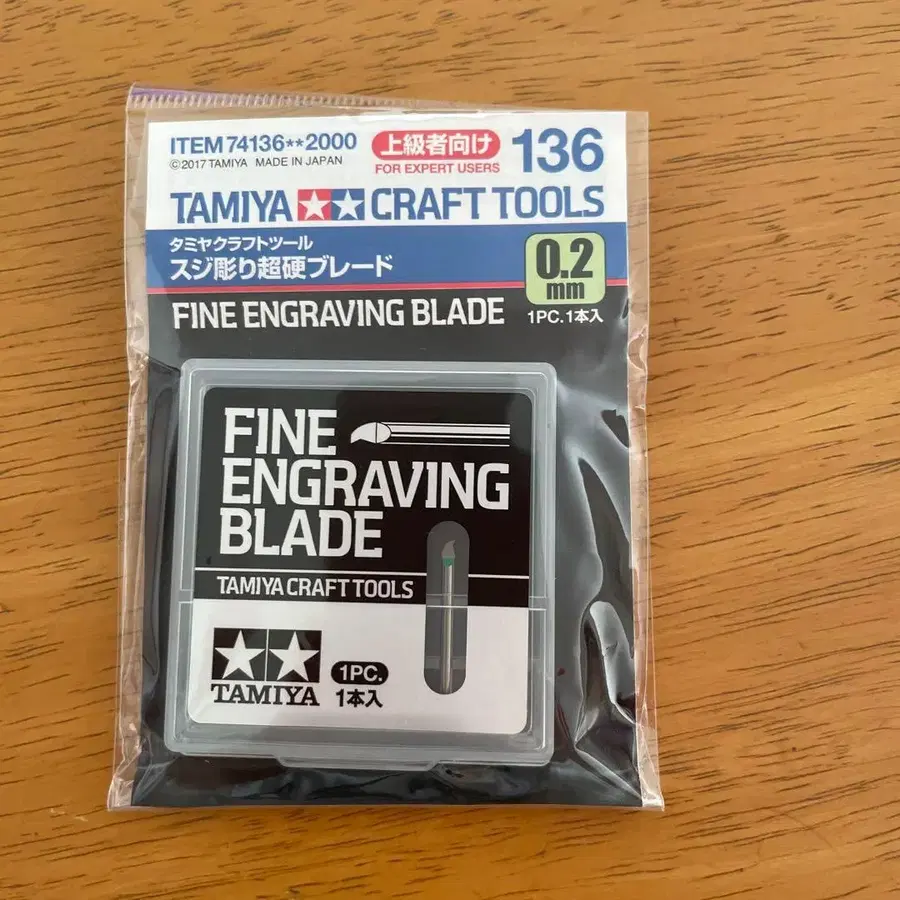 ITEM 74136**2000
©2017 TAMIYA MADE IN JAPAN
上級者向け
FOR EXPERT USERS
136
TAMIYA CRAFT TOOLS
タミヤクラフトツール
スジ彫り超硬ブレード
0.2
mm
FINE ENGRAVING BLADE
1PC.1本入
FINE
ENGRAVING
BLADE
TAMIYA CRAFT TOOLS
TAMIYA
1PC.
1本入